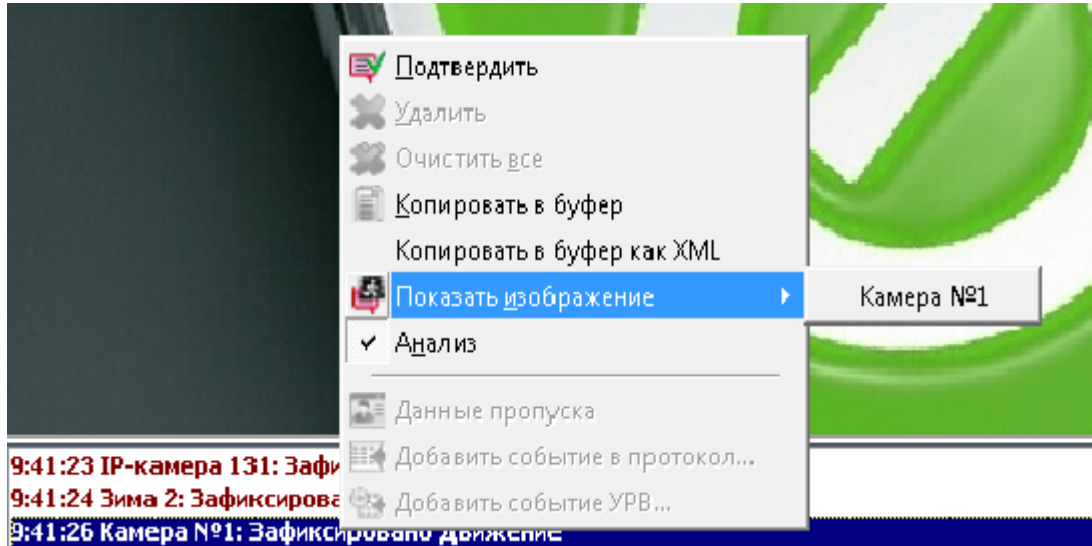 Подтвердить
Удалить
Очистить все
Копировать в буфер
Копировать в буфер как XML
Показать изображение
Камера №1
Анализ
Данные пропуска
Добавить событие в протокол...
Добавить событие УРВ...
9:41:23 IP-камера 131: Зафи
9:41:24 Зима 2: Зафиксирова
9:41:26 Камера №1: Зафиксировано движение